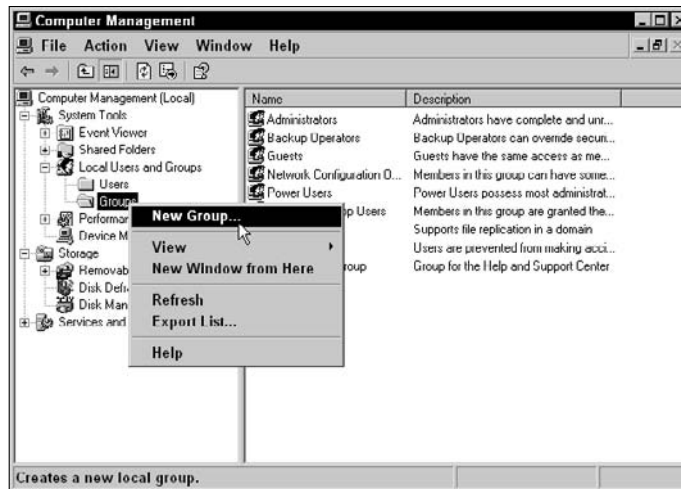 Computer Management
File Action View Window Help
Computer Management (Local)
System Tools
Event Viewer
Shared Folders
Local Users and Groups
Users
Groups
Performar
Device M
Storage
Removab
Disk Defr
Disk Man
Services and
Name Description
Administrators Administrators have complete and unr...
Backup Operators Backup Operators can override secun...
Guests Guests have the same access as me...
Network Configuration O... Members in this group can have some...
Power Users Power Users possess most administrat...
op Users Members in this group are granted the...
Supports file replication in a domain
Users are prevented from making acci...
roup Group for the Help and Support Center
New Group...
View
New Window from Here
Refresh
Export List...
Help
Creates a new local group.